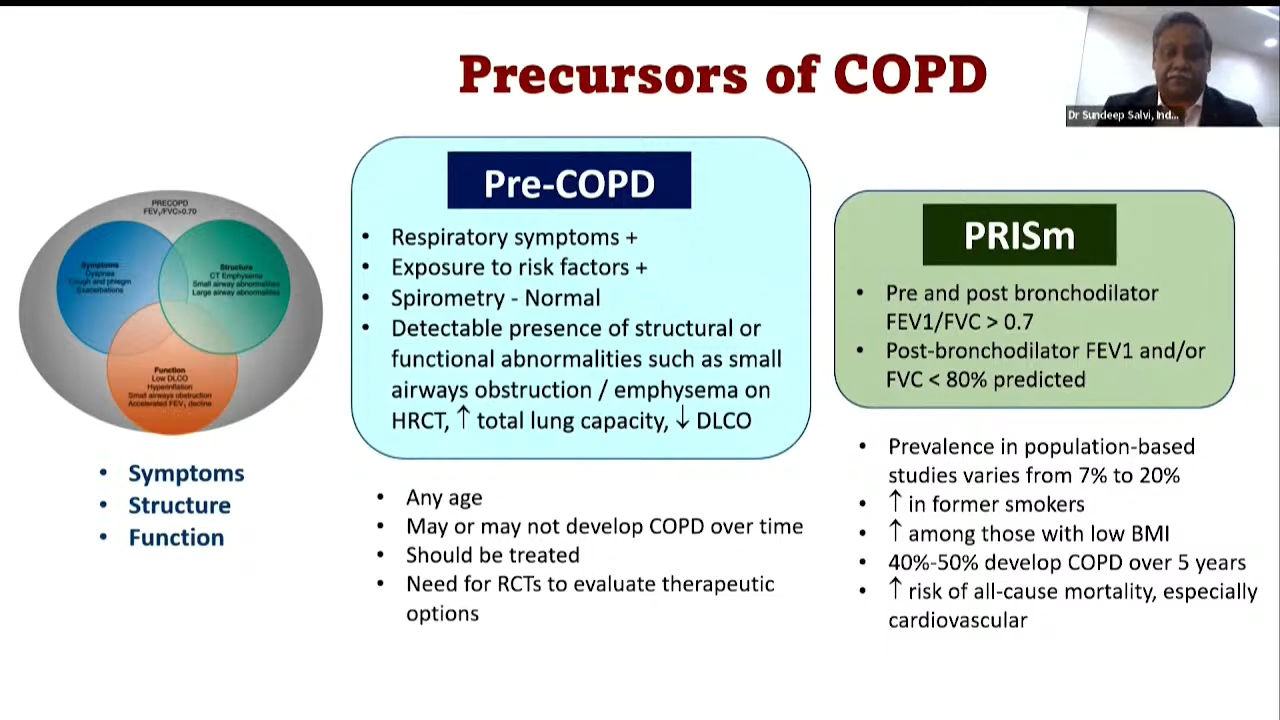 Precursors of COPD
Dr Sundeep Salvi, Ind...
PRECOPD
FEV₁/FVC>0.70
Symptoms
Dyspnea
Cough and phlegm
Exacerbations
Structure
CT Emphysema
Small airway abnormalities
Large airway abnormalities
Function
Low DLCO
Hyperinflation
Small airways obstruction
Accelerated FEV₁ decline
• Symptoms
• Structure
• Function
Pre-COPD
• Respiratory symptoms +
• Exposure to risk factors +
• Spirometry - Normal
• Detectable presence of structural or
functional abnormalities such as small
airways obstruction / emphysema on
HRCT, ↑ total lung capacity, ↓ DLCO
• Any age
• May or may not develop COPD over time
• Should be treated
• Need for RCTs to evaluate therapeutic
options
PRISm
• Pre and post bronchodilator
FEV1/FVC > 0.7
• Post-bronchodilator FEV1 and/or
FVC < 80% predicted
• Prevalence in population-based
studies varies from 7% to 20%
• ↑ in former smokers
• ↑ among those with low BMI
• 40%-50% develop COPD over 5 years
• ↑ risk of all-cause mortality, especially
cardiovascular